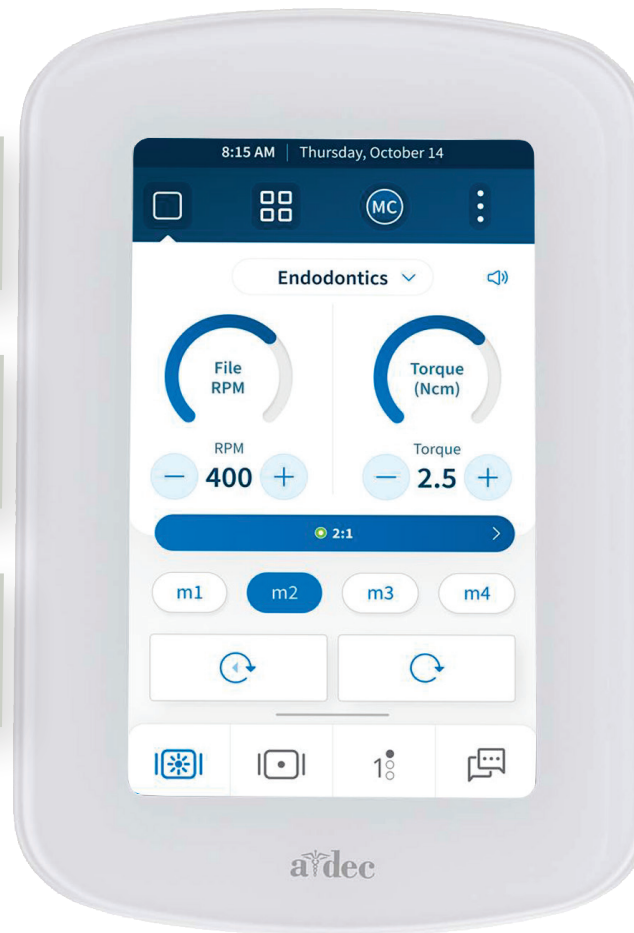 8:15 AM | Thursday, October 14
MC
Endodontics
File
RPM
Torque
(Ncm)
RPM
400
Torque
2.5
2:1
m1
m2
m3
m4
1
a dec